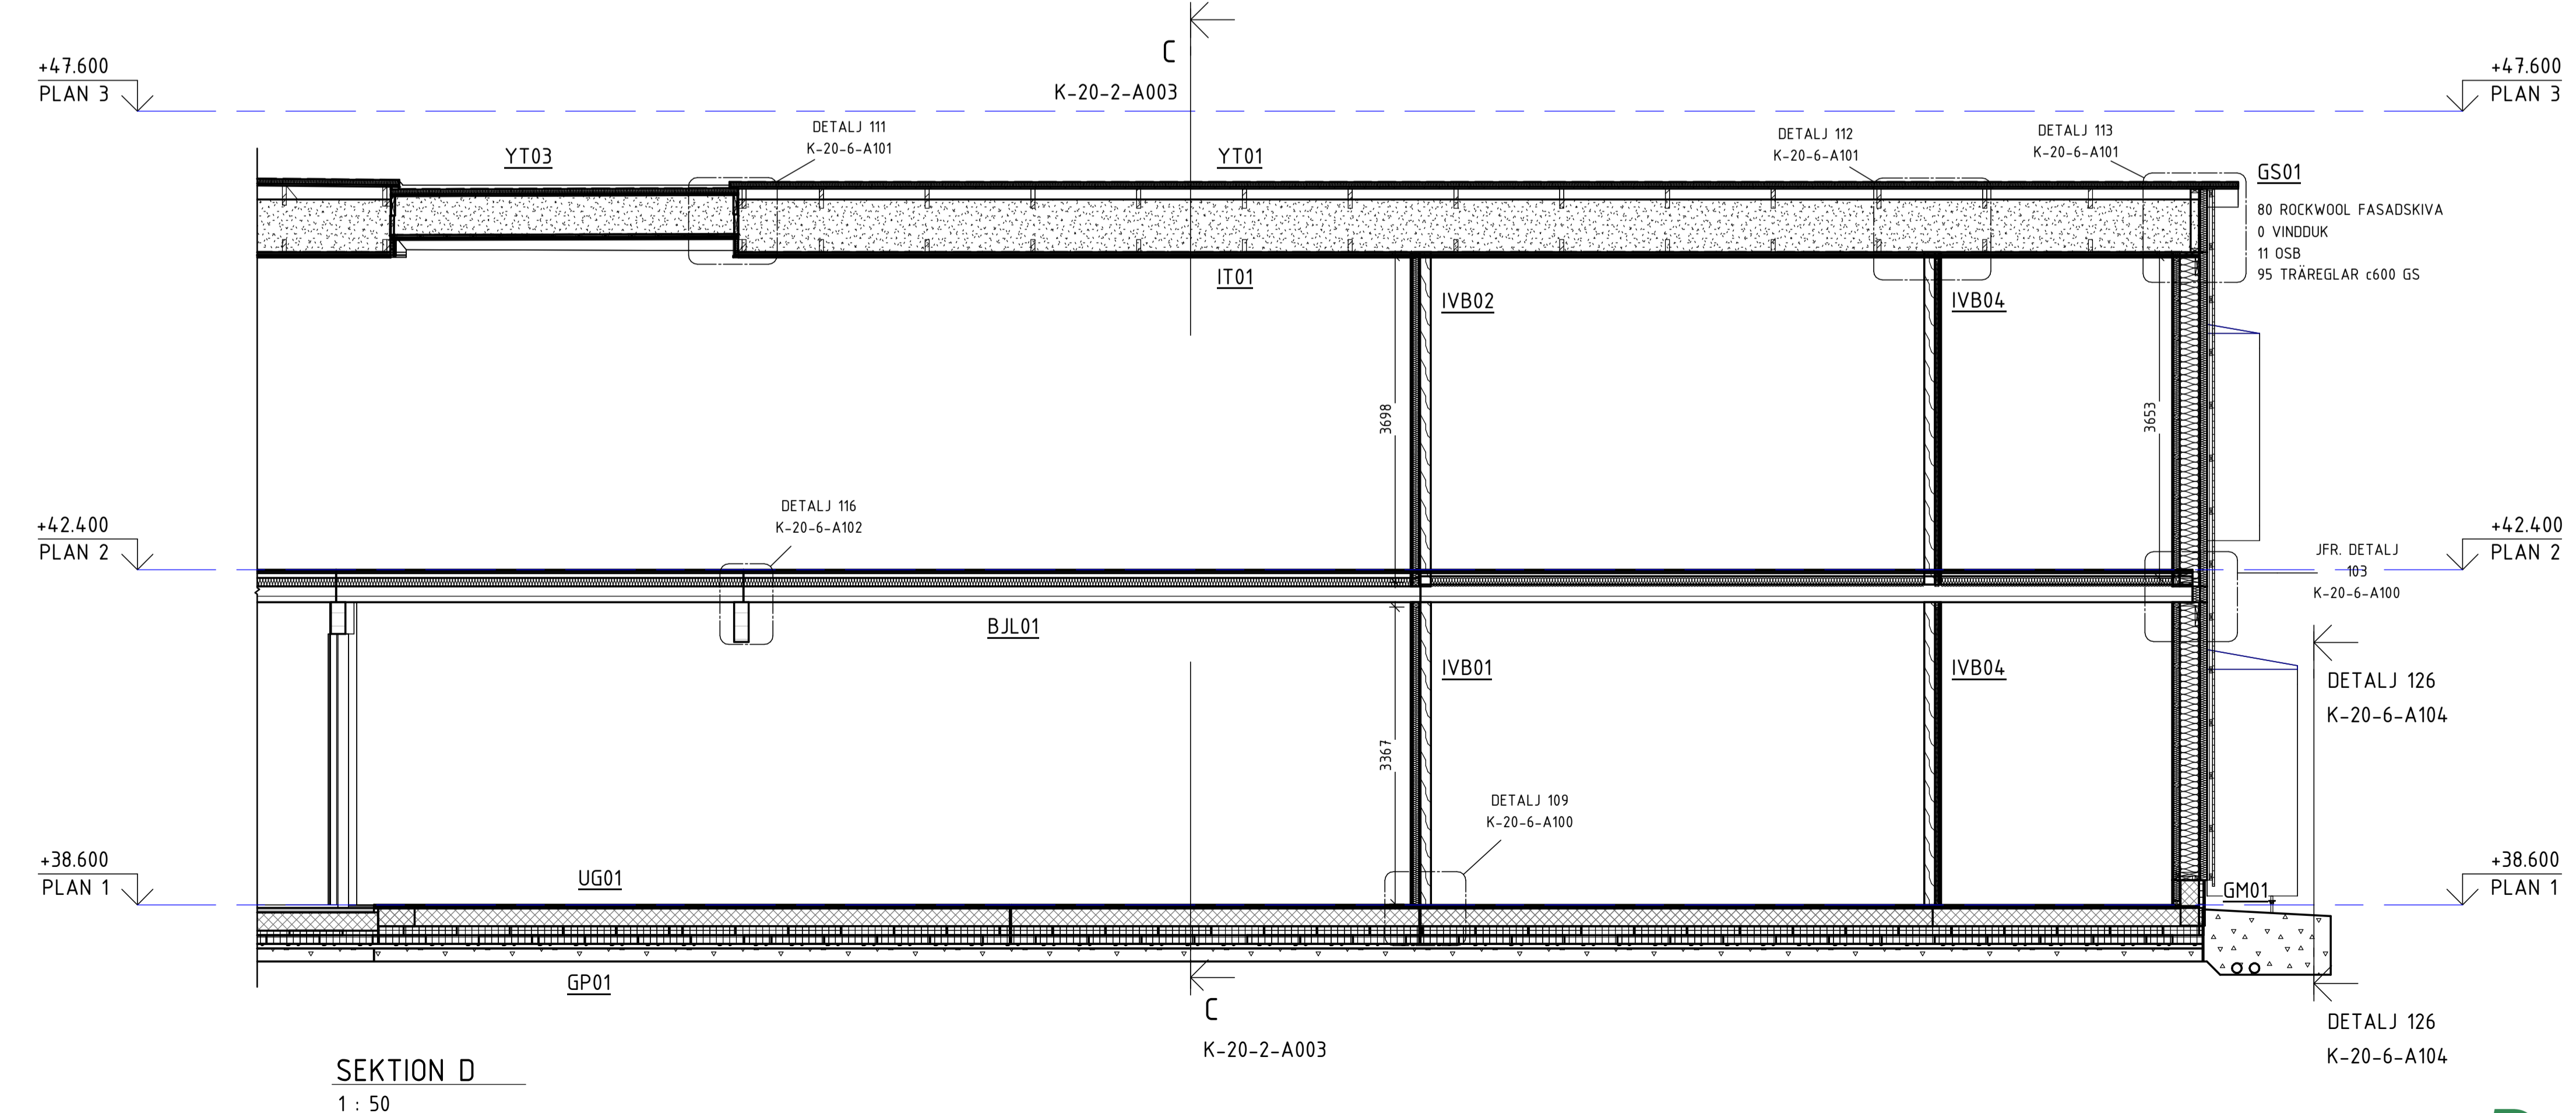 C
K-20-2-A003
+47.600
PLAN 3
+47.600
PLAN 3
DETALJ 111
K-20-6-A101
DETALJ 112
K-20-6-A101
DETALJ 113
K-20-6-A101
YT03
YT01
GS01
80 ROCKWOOL FASADSKIVA
0 VINDDUK
11 OSB
95 TRÄREGLAR c600 GS
IT01
IVB02
IVB04
3698
3653
DETALJ 116
K-20-6-A102
+42.400
PLAN 2
+42.400
PLAN 2
JFR. DETALJ
103
K-20-6-A100
BJL01
IVB01
IVB04
DETALJ 126
K-20-6-A104
3367
DETALJ 109
K-20-6-A100
+38.600
PLAN 1
+38.600
PLAN 1
UG01
GM01
GP01
C
K-20-2-A003
DETALJ 126
K-20-6-A104
SEKTION D
1 : 50